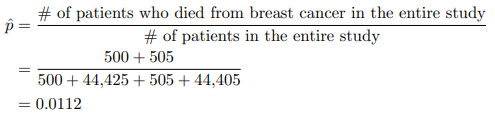 p̂ = # of patients who died from breast cancer in the entire study / # of patients in the entire study
= 500 + 505 / 500 + 44,425 + 505 + 44,405
= 0.0112